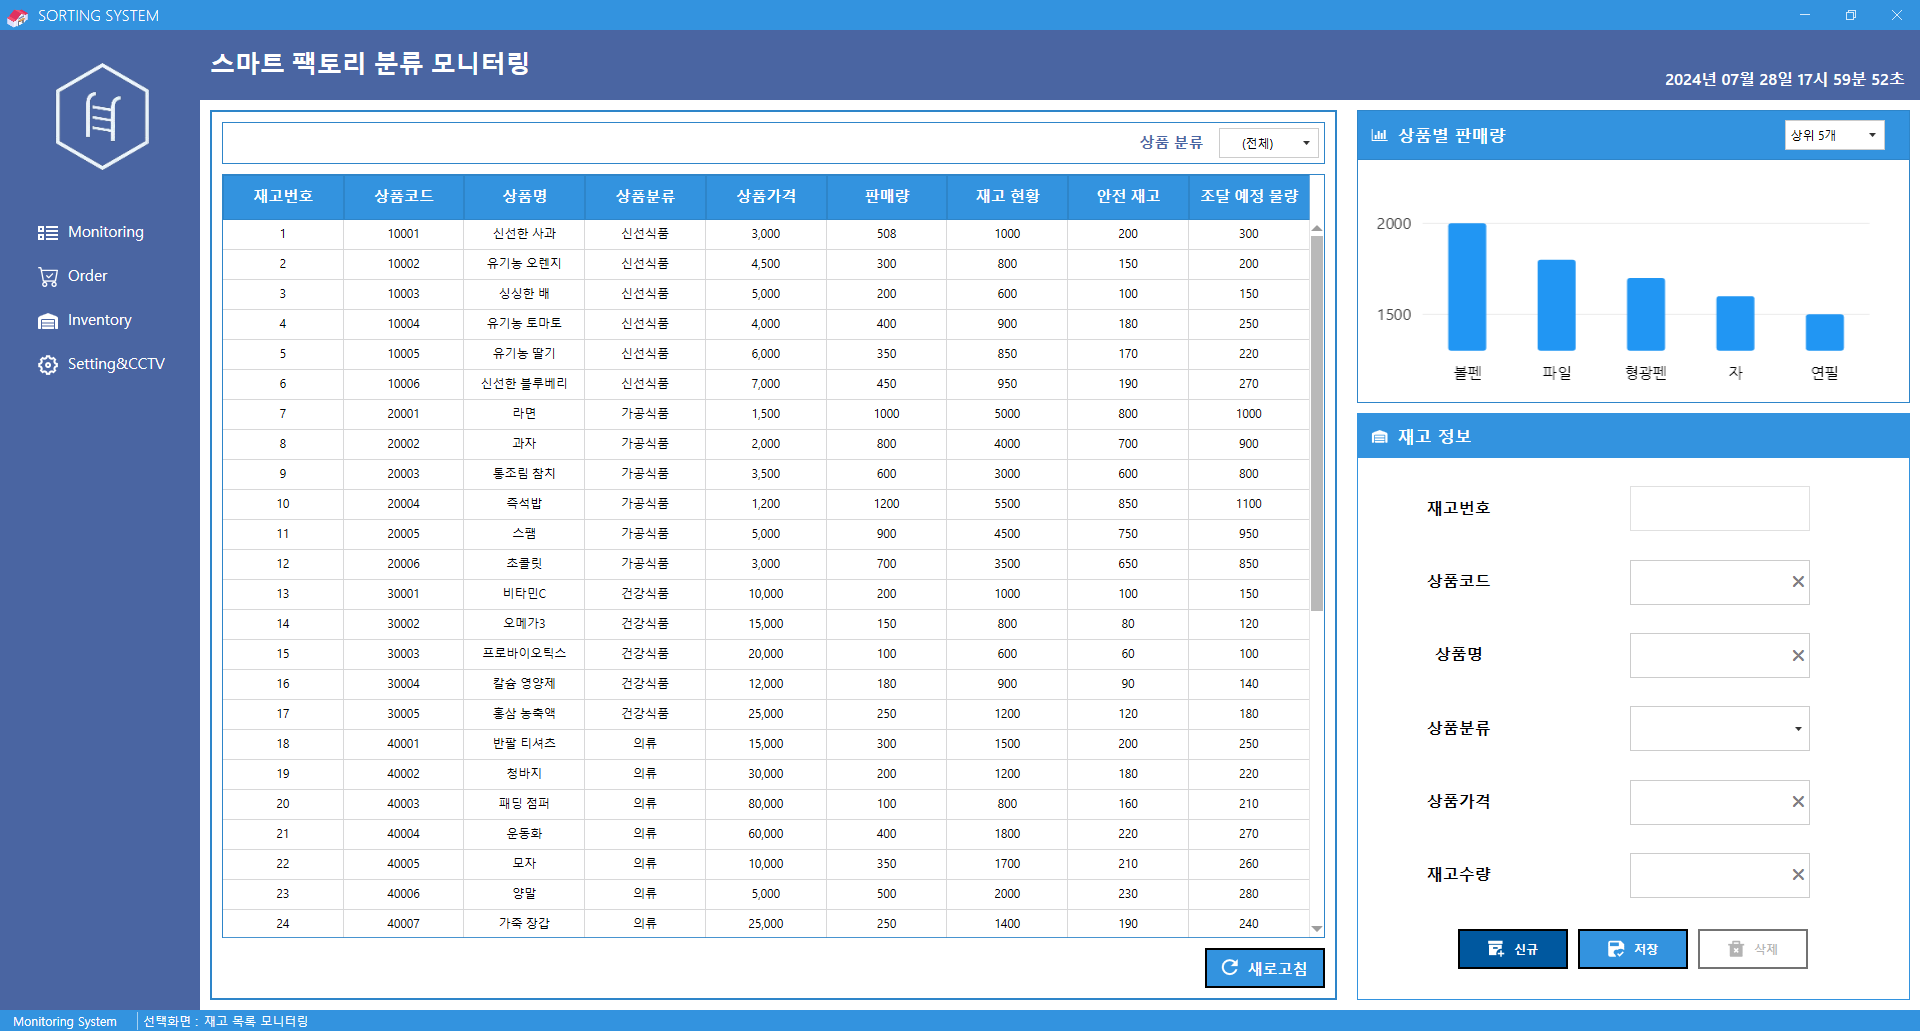 SORTING SYSTEM
스마트 팩토리 분류 모니터링
2024년 07월 28일 17시 59분 52초
Monitoring
Order
Inventory
Setting&CCTV
상품 분류 (전체)
재고번호 상품코드 상품명 상품분류 상품가격 판매량 재고 현황 안전 재고 조달 예정 물량
1 10001 신선한 사과 신선식품 3,000 508 1000 200 300
2 10002 유기농 오렌지 신선식품 4,500 300 800 150 200
3 10003 싱싱한 배 신선식품 5,000 200 600 100 150
4 10004 유기농 토마토 신선식품 4,000 400 900 180 250
5 10005 유기농 딸기 신선식품 6,000 350 850 170 220
6 10006 신선한 블루베리 신선식품 7,000 450 950 190 270
7 20001 라면 가공식품 1,500 1000 5000 800 1000
8 20002 과자 가공식품 2,000 800 4000 700 900
9 20003 통조림 참치 가공식품 3,500 600 3000 600 800
10 20004 즉석밥 가공식품 1,200 1200 5500 850 1100
11 20005 스팸 가공식품 5,000 900 4500 750 950
12 20006 초콜릿 가공식품 3,000 700 3500 650 850
13 30001 비타민C 건강식품 10,000 200 1000 100 150
14 30002 오메가3 건강식품 15,000 150 800 80 120
15 30003 프로바이오틱스 건강식품 20,000 100 600 60 100
16 30004 칼슘 영양제 건강식품 12,000 180 900 90 140
17 30005 홍삼 농축액 건강식품 25,000 250 1200 120 180
18 40001 반팔 티셔츠 의류 15,000 300 1500 200 250
19 40002 청바지 의류 30,000 200 1200 180 220
20 40003 패딩 점퍼 의류 80,000 100 800 160 210
21 40004 운동화 의류 60,000 400 1800 220 270
22 40005 모자 의류 10,000 350 1700 210 260
23 40006 양말 의류 5,000 500 2000 230 280
24 40007 가죽 장갑 의류 25,000 250 1400 190 240
새로고침
상품별 판매량 상위 5개
2000
1500
볼펜 파일 형광펜 자 연필
재고 정보
재고번호
상품코드
상품명
상품분류
상품가격
재고수량
신규 저장 삭제
Monitoring System 선택화면 : 재고 목록 모니터링